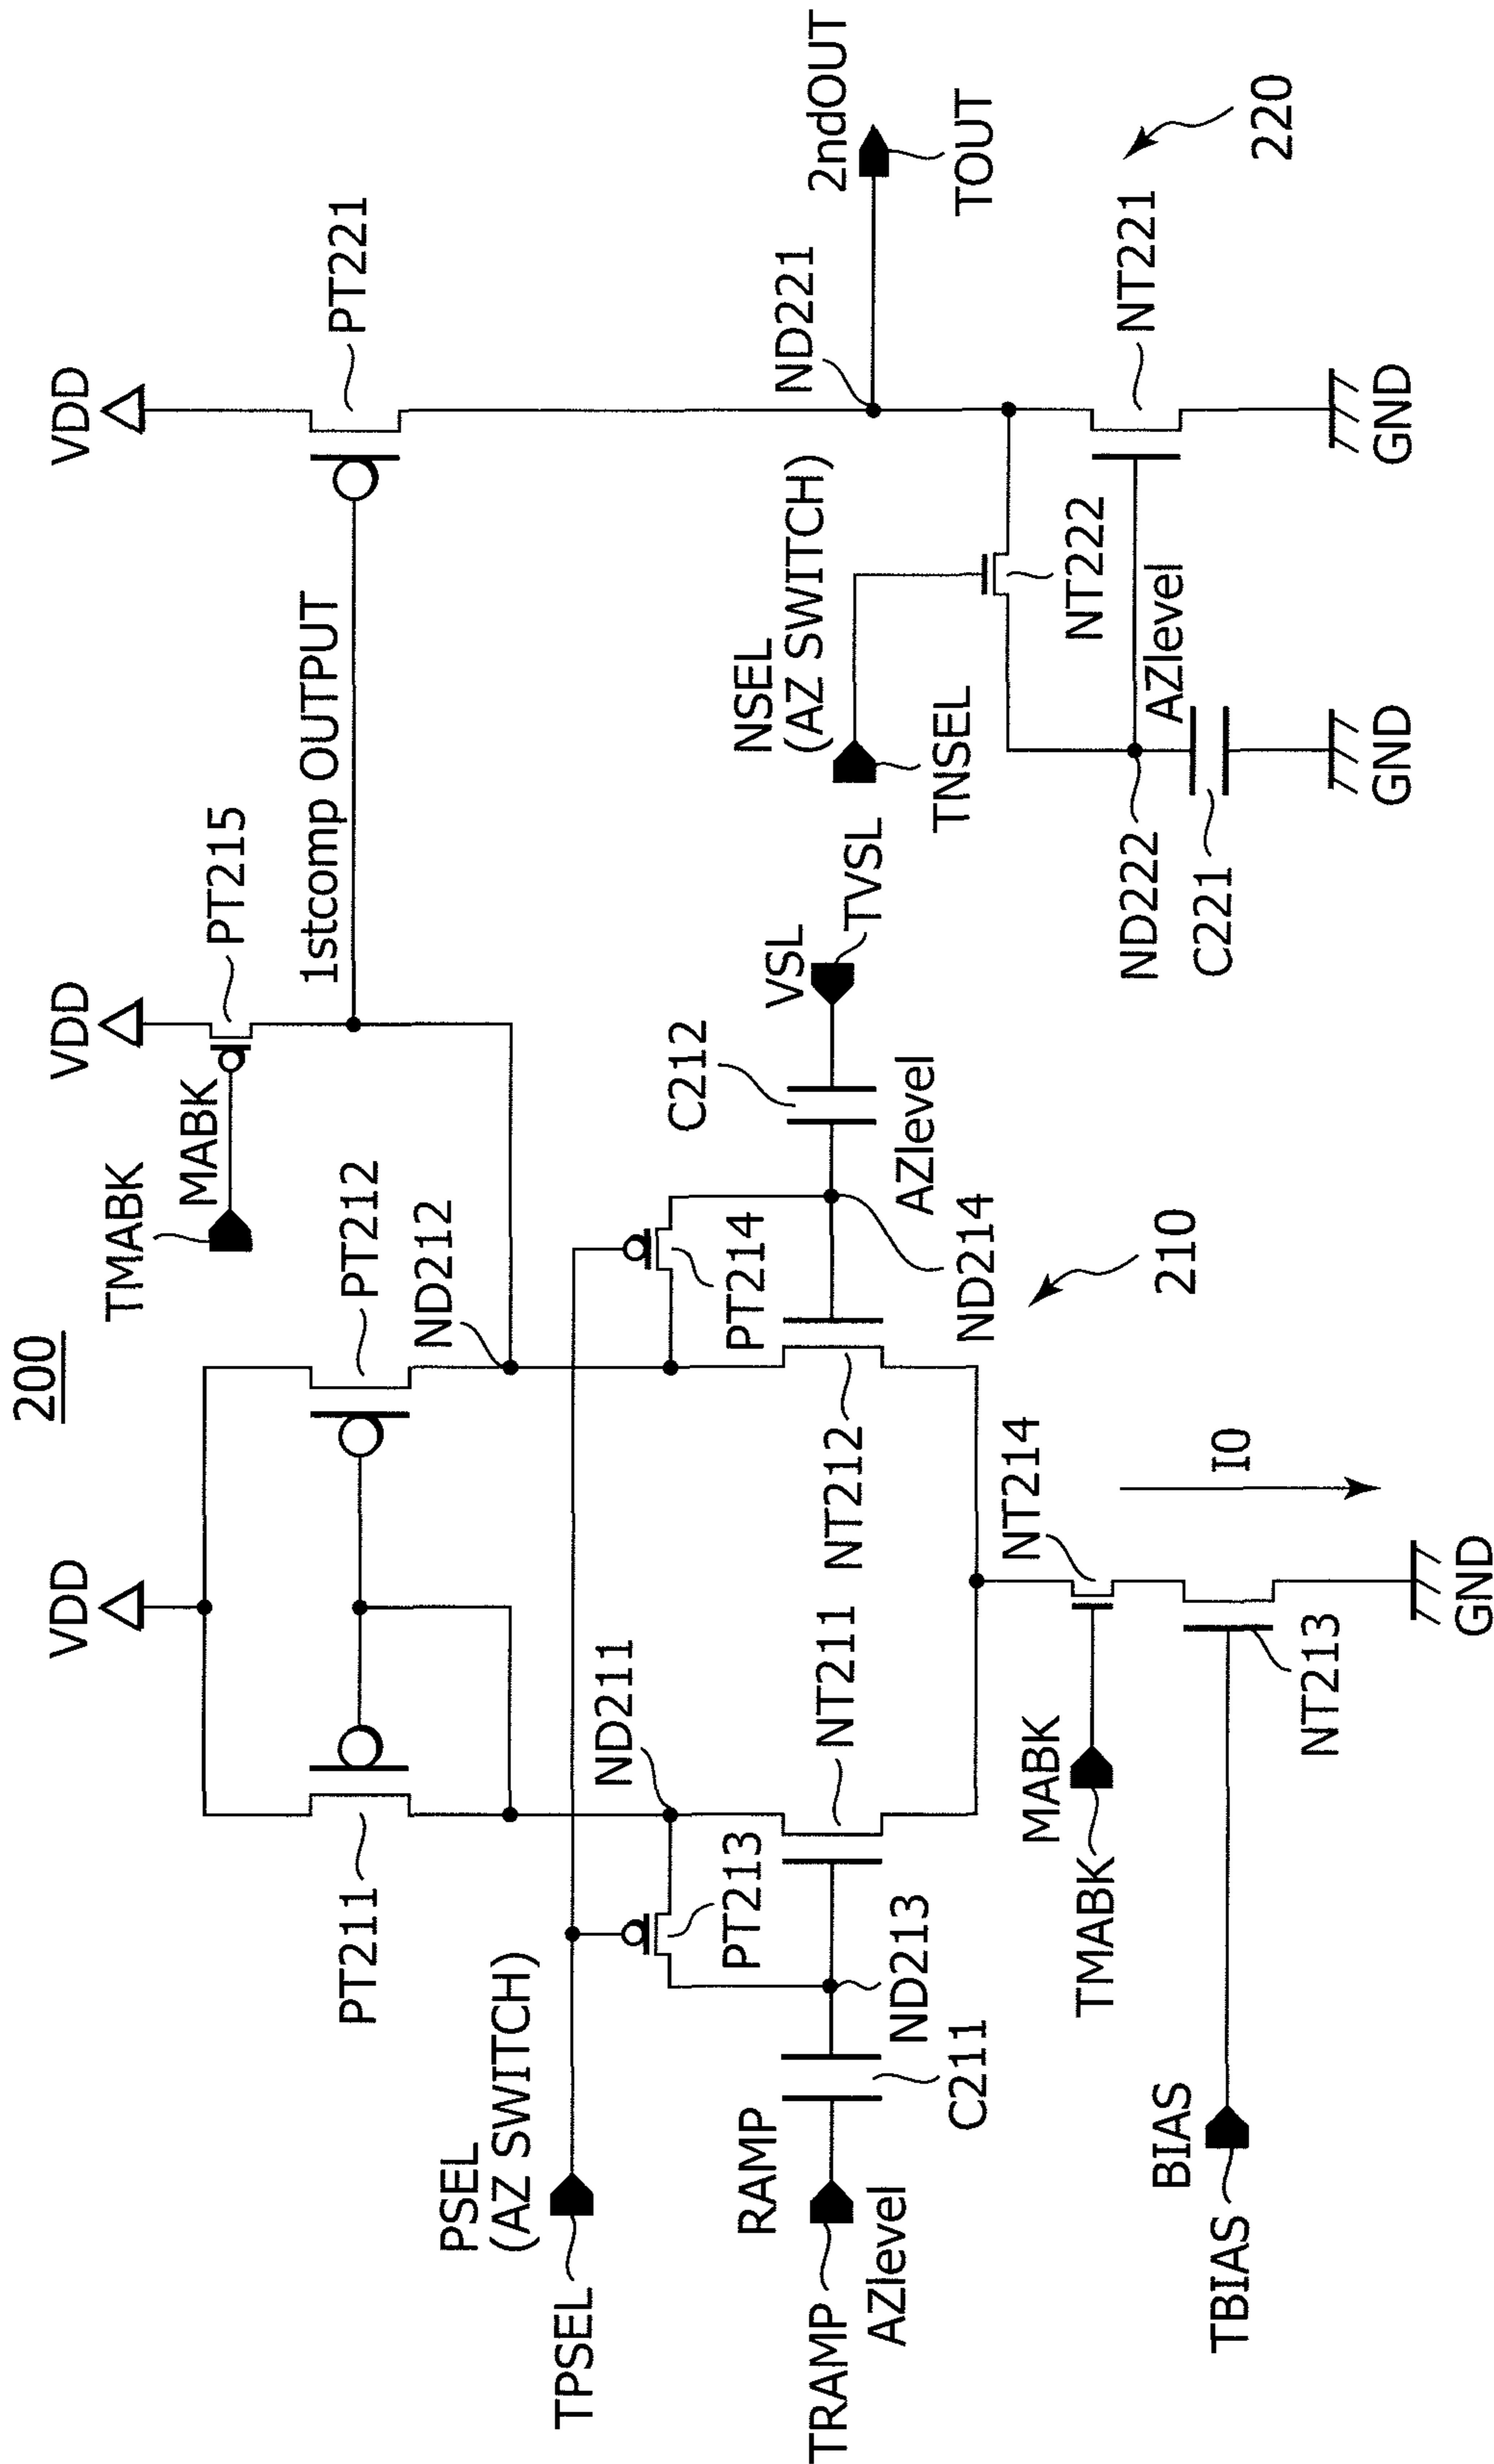 200
VDD
VDD
VDD
TMABK
MABK
PT215
PT211
PT212
PT221
1stcomp OUTPUT
ND212
PSEL
(AZ SWITCH)
TPSEL
ND211
PT213
PT214
C212
VSL
TVSL
NSEL
(AZ SWITCH)
TNSEL
ND221
2ndOUT
TOUT
RAMP
TRAMP
AZlevel
C211
ND213
NT211
NT212
AZlevel
ND214
NT222
AZlevel
NT221
ND222
C221
GND
GND
220
210
MABK
TMABK
NT214
I0
BIAS
TBIAS
NT213
GND